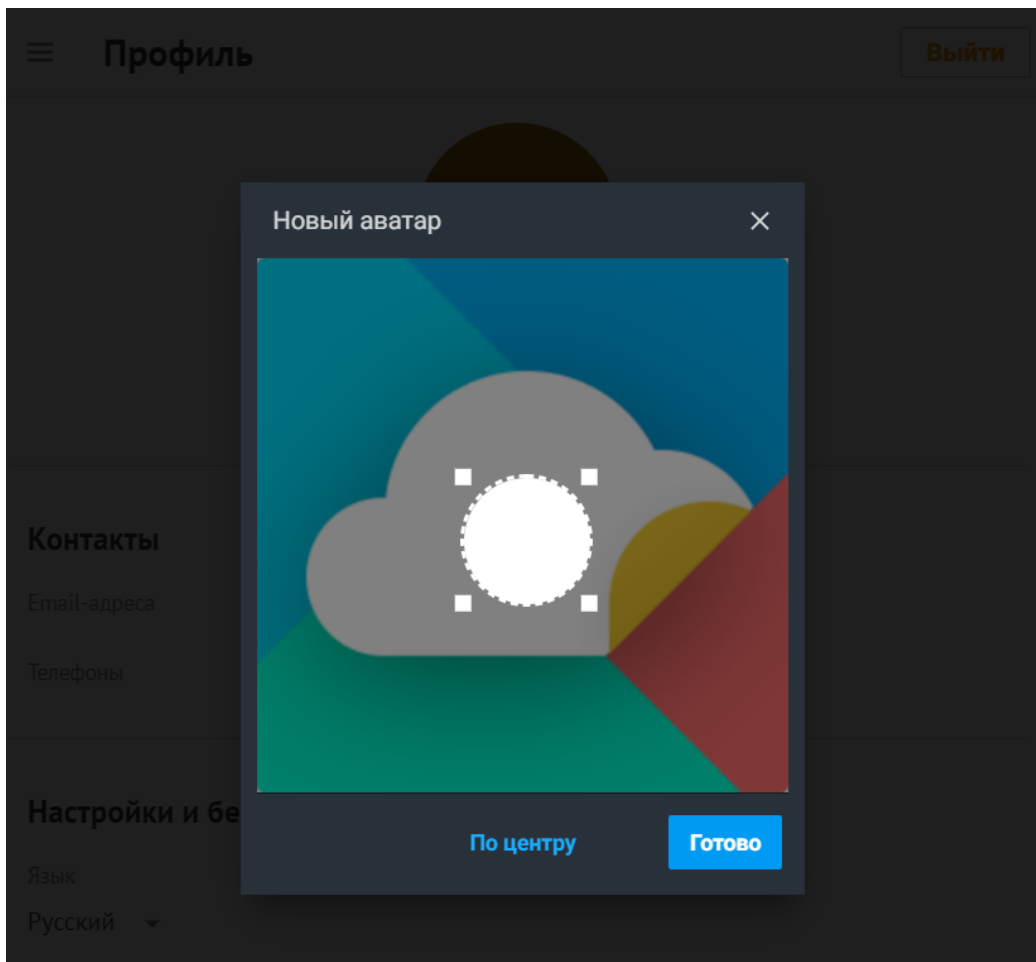 Профиль
Выйти
Новый аватар
Контакты
Email-адреса
Телефоны
Настройки и бе
Язык
Русский
По центру
Готово